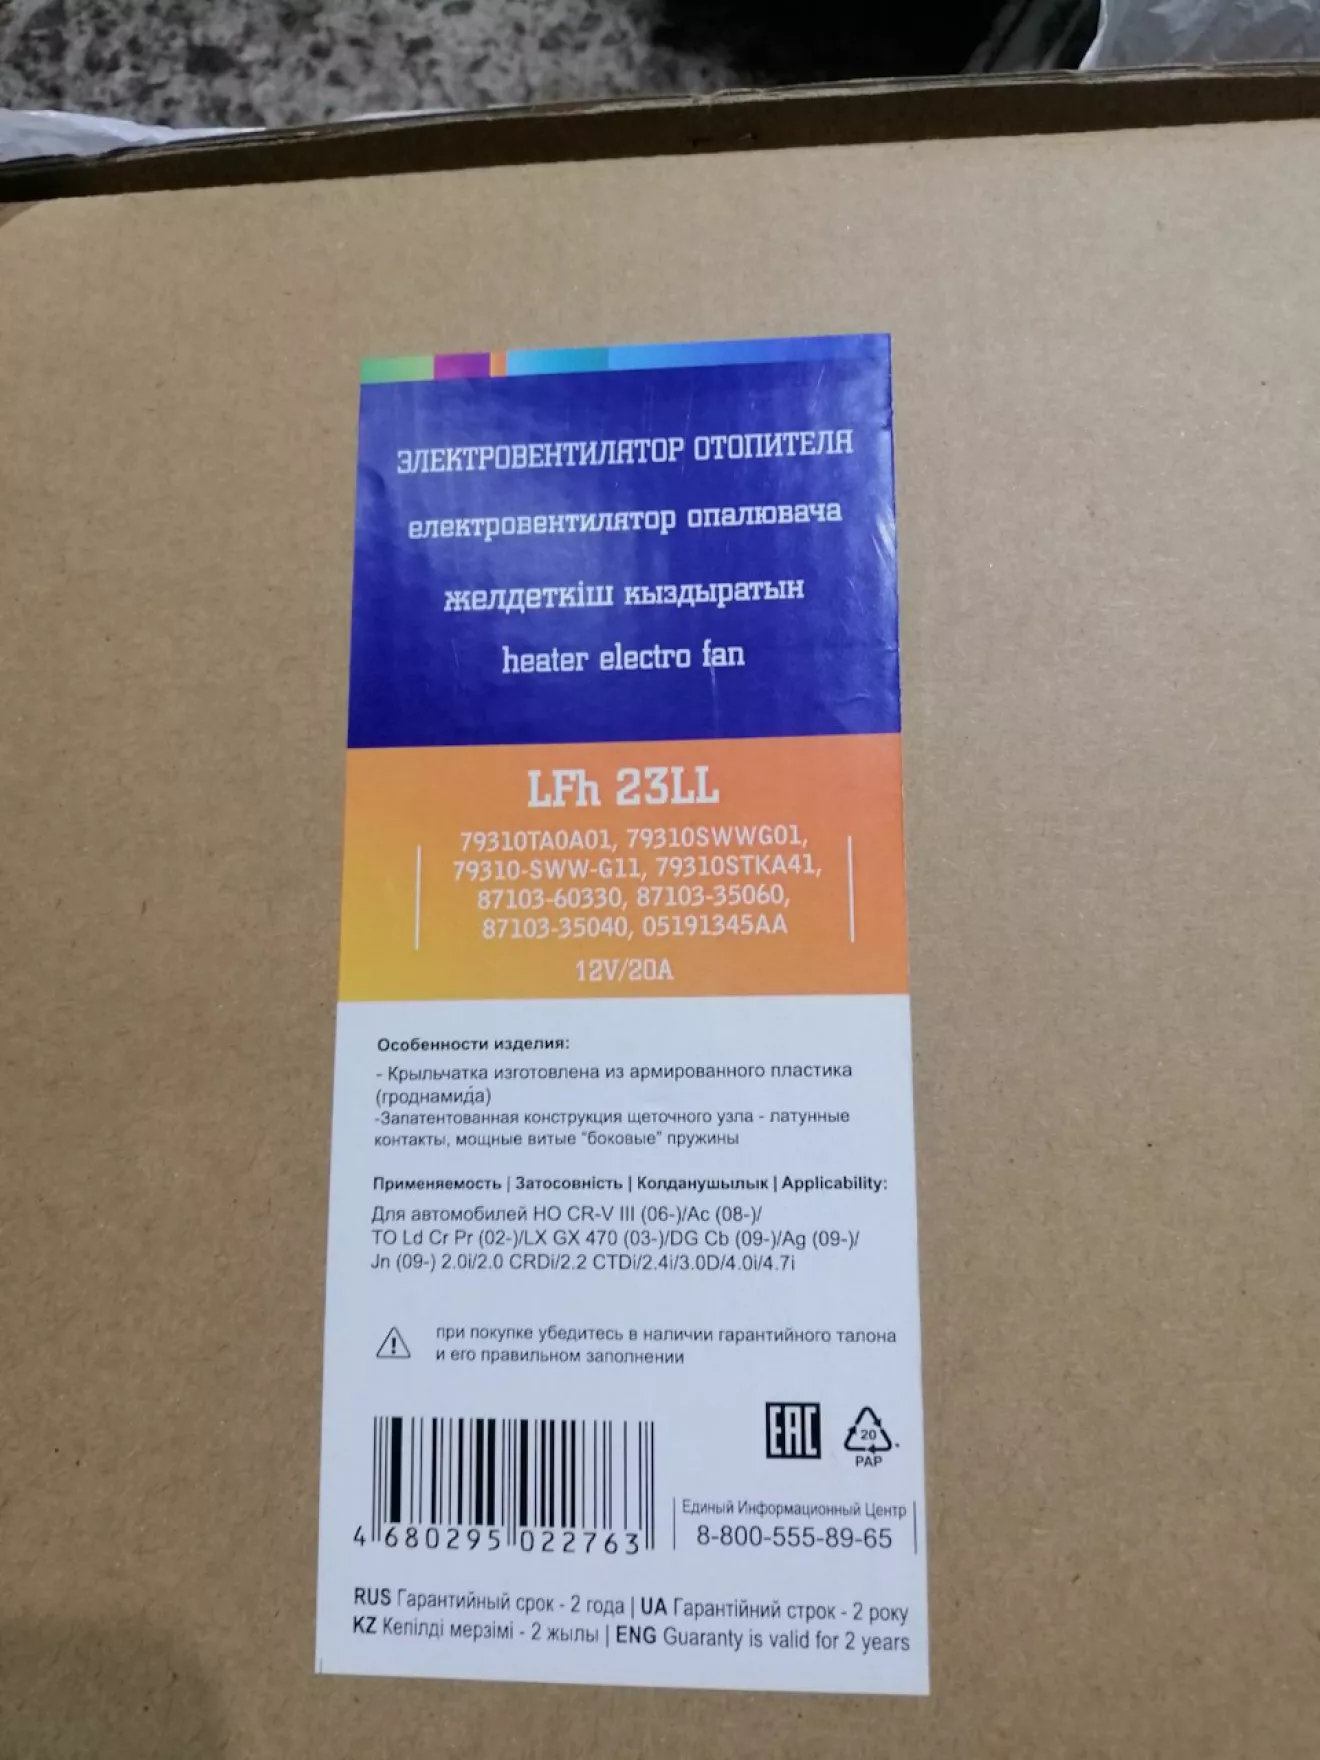 ЭЛЕКТРОВЕНТИЛЯТОР ОТОПИТЕЛЯ
електровентилятор опалювача
желдеткіш кыздыратын
heater electro fan
LFh 23LL
79310TA0A01, 79310SWWG01,
79310-SWW-G11, 79310STKA41,
87103-60330, 87103-35060,
87103-35040, 05191345AA
12V/20A
Особенности изделия:
- Крыльчатка изготовлена из армированного пластика
(гроднамида)
-Запатентованная конструкция щеточного узла - латунные
контакты, мощные витые "боковые" пружины
Применяемость | Затосовність | Колданушылык | Applicability:
Для автомобилей HO CR-V III (06-)/Ac (08-)/
TO Ld Cr Pr (02-)/LX GX 470 (03-)/DG Cb (09-)/Ag (09-)/
Jn (09-) 2.0i/2.0 CRDi/2.2 CTDi/2.4i/3.0D/4.0i/4.7i
при покупке убедитесь в наличии гарантийного талона
и его правильном заполнении
EAC
20
PAP
Единый Информационный Центр
8-800-555-89-65
4 680295 022763
RUS Гарантийный срок - 2 года | UA Гарантійний строк - 2 року
KZ Кепілді мерзімі - 2 жылы | ENG Guaranty is valid for 2 years